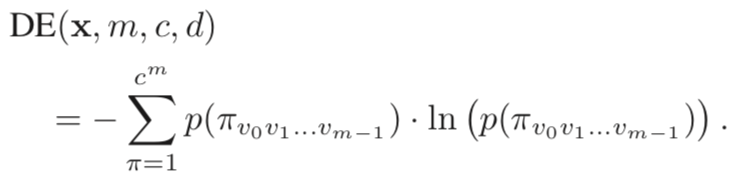 DE(x, m, c, d)
= − ∑_{π=1}^{c^m} p(π_{v_0 v_1 … v_{m−1}}) · ln (p(π_{v_0 v_1 … v_{m−1}})) .